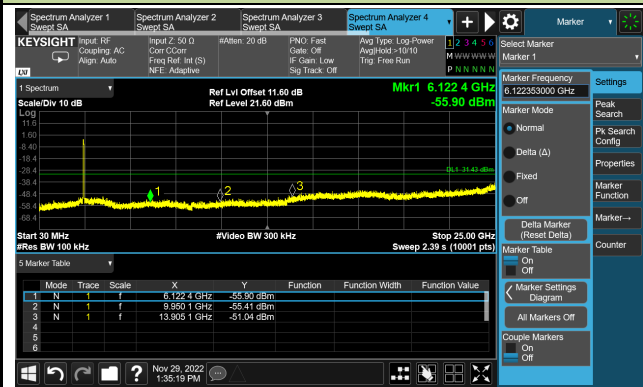 Spectrum Analyzer 1
Swept SA
Spectrum Analyzer 2
Swept SA
Spectrum Analyzer 3
Swept SA
Spectrum Analyzer 4
Swept SA
Marker
KEYSIGHT
LXI
Input: RF
Coupling: AC
Align: Auto
Input Z: 50 Ω
Corr CCorr
Freq Ref: Int (S)
NFE: Adaptive
#Atten: 20 dB
PNO: Fast
Gate: Off
IF Gain: Low
Sig Track: Off
Avg Type: Log-Power
Avg|Hold:>10/10
Trig: Free Run
1 2 3 4 5 6
M W W W W W
P N N N N N
Select Marker
Marker 1
1 Spectrum
Scale/Div 10 dB
Log
Ref Lvl Offset 11.60 dB
Ref Level 21.60 dBm
Mkr1 6.122 4 GHz
-55.90 dBm
11.6
1.60
-8.40
-18.4
-28.4
-38.4
-48.4
-58.4
-68.4
DL1 -31.43 dBm
1
2
3
Start 30 MHz
#Res BW 100 kHz
#Video BW 300 kHz
Stop 25.00 GHz
Sweep 2.39 s (10001 pts)
5 Marker Table
Mode Trace Scale X Y Function Function Width Function Value
1 N 1 f 6.122 4 GHz -55.90 dBm
2 N 1 f 9.950 1 GHz -55.41 dBm
3 N 1 f 13.905 1 GHz -51.04 dBm
4
5
6
Marker Frequency
6.122353000 GHz
Marker Mode
Normal
Delta (Δ)
Fixed
Off
Delta Marker
(Reset Delta)
Marker Table
On
Off
Marker Settings
Diagram
All Markers Off
Couple Markers
On
Off
Settings
Peak
Search
Pk Search
Config
Properties
Marker
Function
Marker→
Counter
Nov 29, 2022
1:35:19 PM